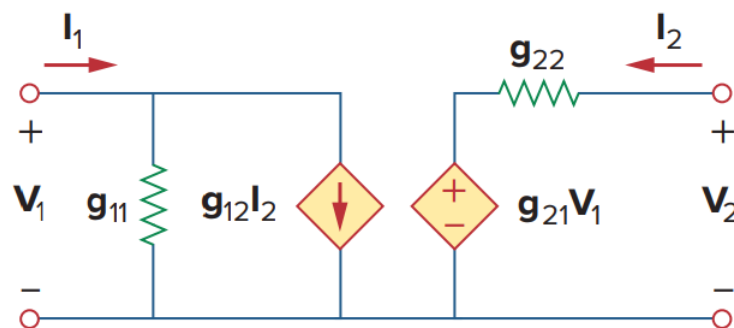 I₁
I₂
g₂₂
+
+
+
V₁
g₁₁
g₁₂I₂
g₂₁V₁
V₂
−
−
−